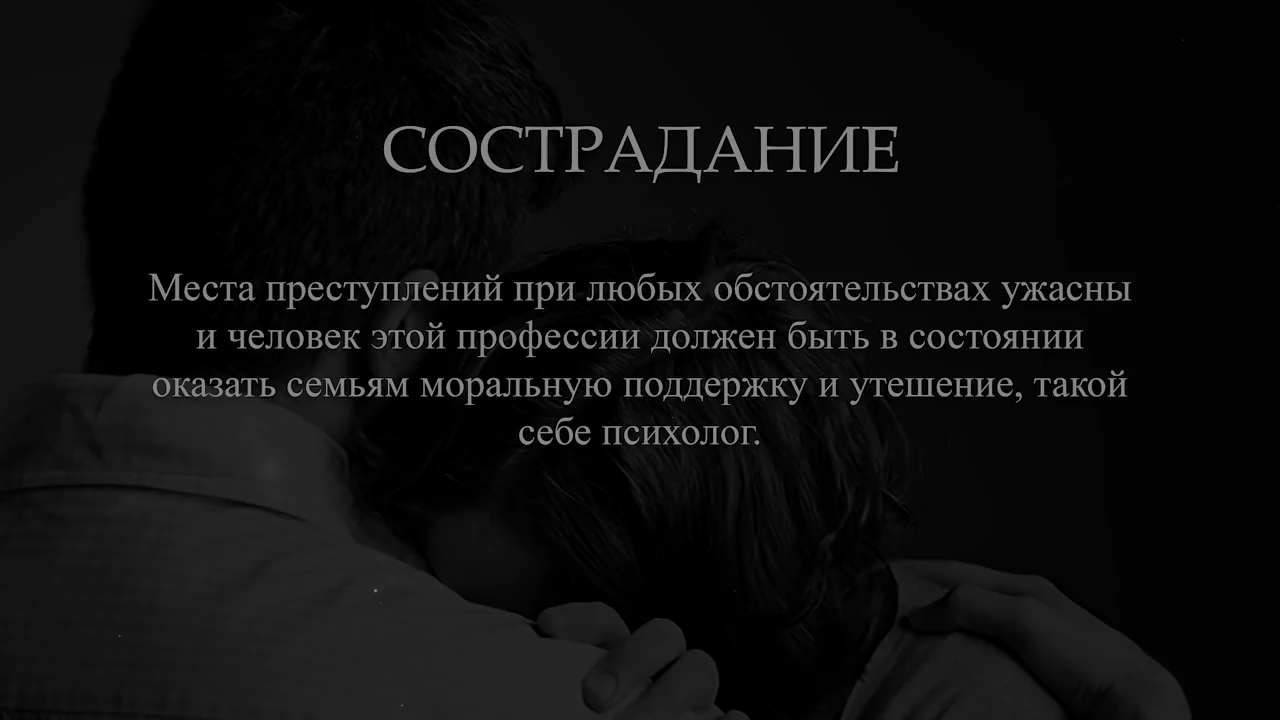 СОСТРАДАНИЕ
Места преступлений при любых обстоятельствах ужасны
и человек этой профессии должен быть в состоянии
оказать семьям моральную поддержку и утешение, такой
себе психолог.